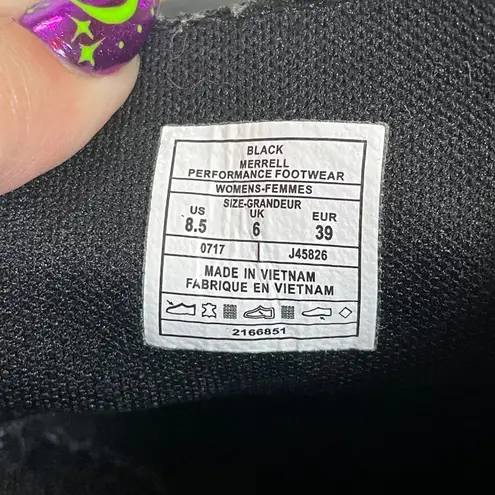 BLACK
MERRELL
PERFORMANCE FOOTWEAR
WOMENS-FEMMES
SIZE-GRANDEUR
US UK EUR
8.5 6 39
0717 J45826
MADE IN VIETNAM
FABRIQUE EN VIETNAM
2166851